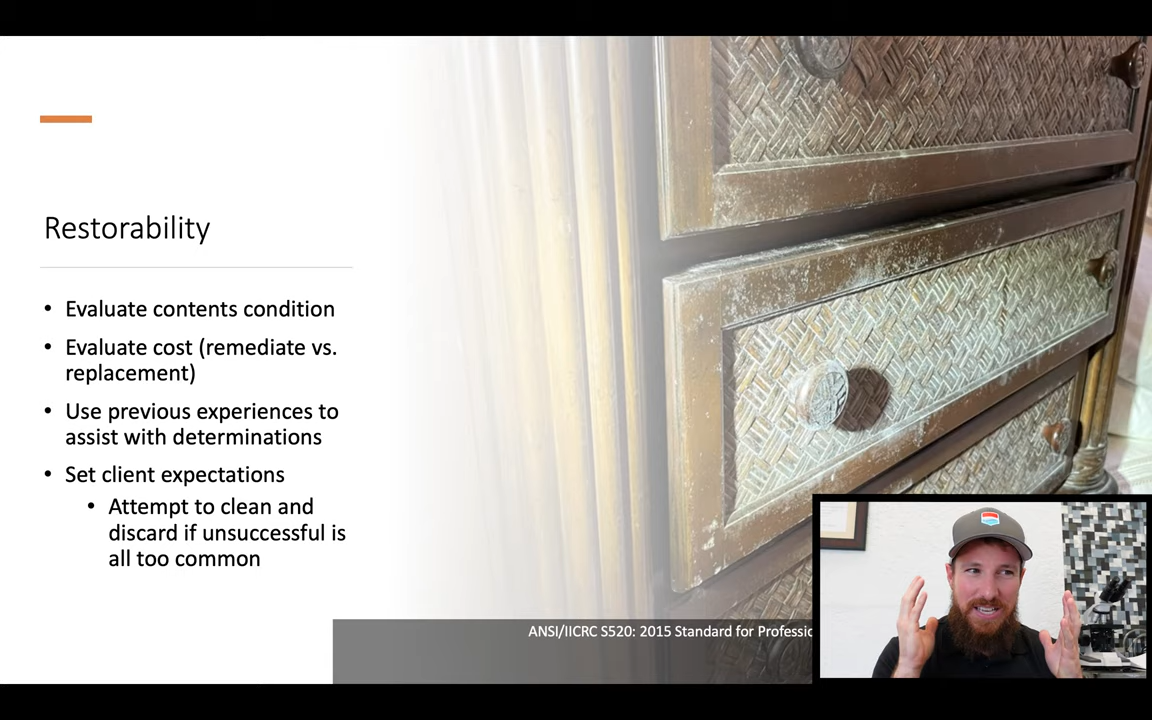 Restorability
• Evaluate contents condition
• Evaluate cost (remediate vs.
replacement)
• Use previous experiences to
assist with determinations
• Set client expectations
• Attempt to clean and
discard if unsuccessful is
all too common
ANSI/IICRC S520: 2015 Standard for